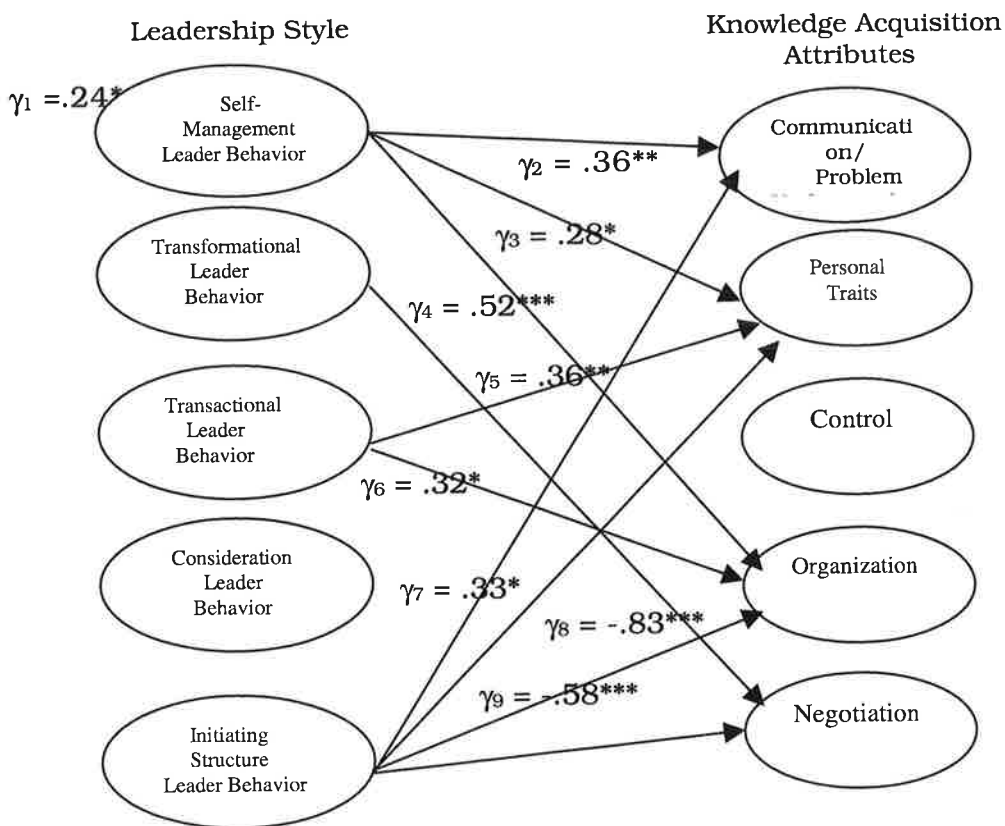 Leadership Style
Knowledge Acquisition
Attributes
γ1 =.24*
Self-
Management
Leader Behavior
Communicati
on/
Problem
γ2 = .36**
γ3 = .28*
Transformational
Leader
Behavior
Personal
Traits
γ4 = .52***
γ5 = .36**
Transactional
Leader
Behavior
Control
γ6 = .32*
Consideration
Leader
Behavior
Organization
γ7 = .33*
γ8 = -.83***
γ9 = -.58***
Initiating
Structure
Leader Behavior
Negotiation